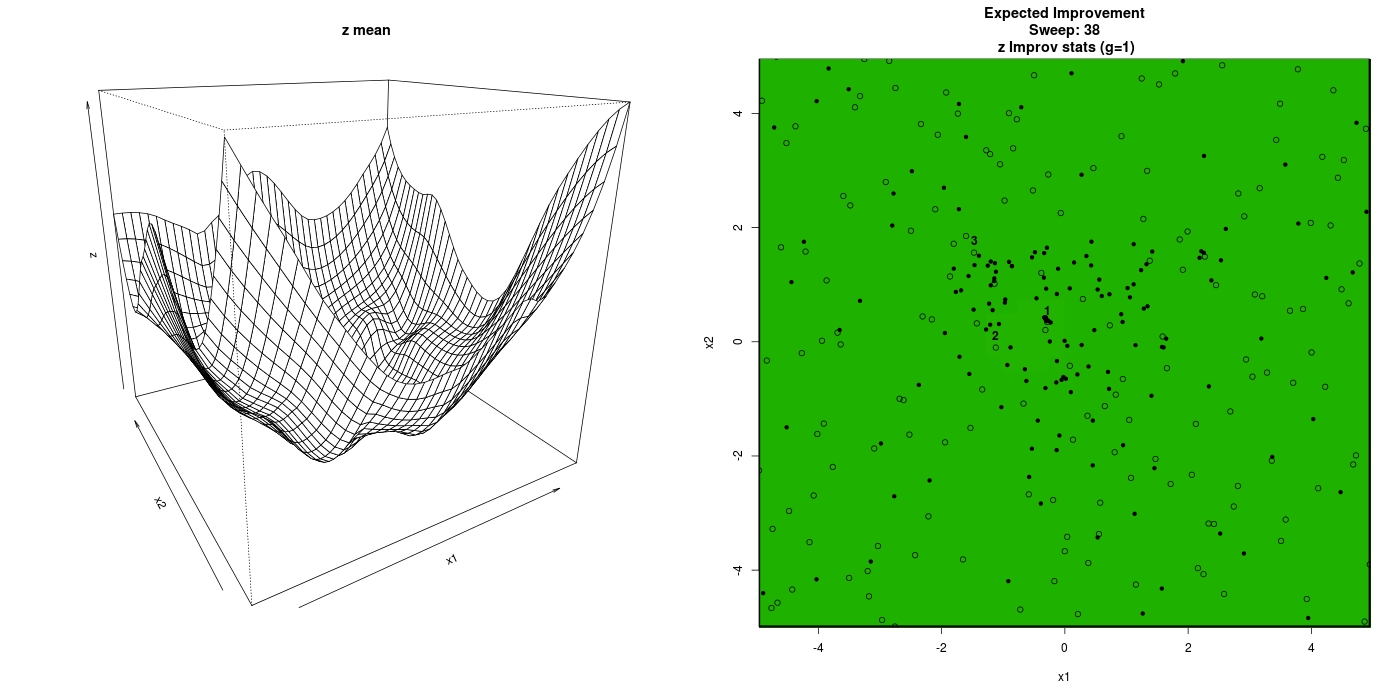 z mean
z
x2
x1
Expected Improvement
Sweep: 38
z Improv stats (g=1)
4
2
0
-2
-4
x2
3
1
2
-4
-2
0
2
4
x1